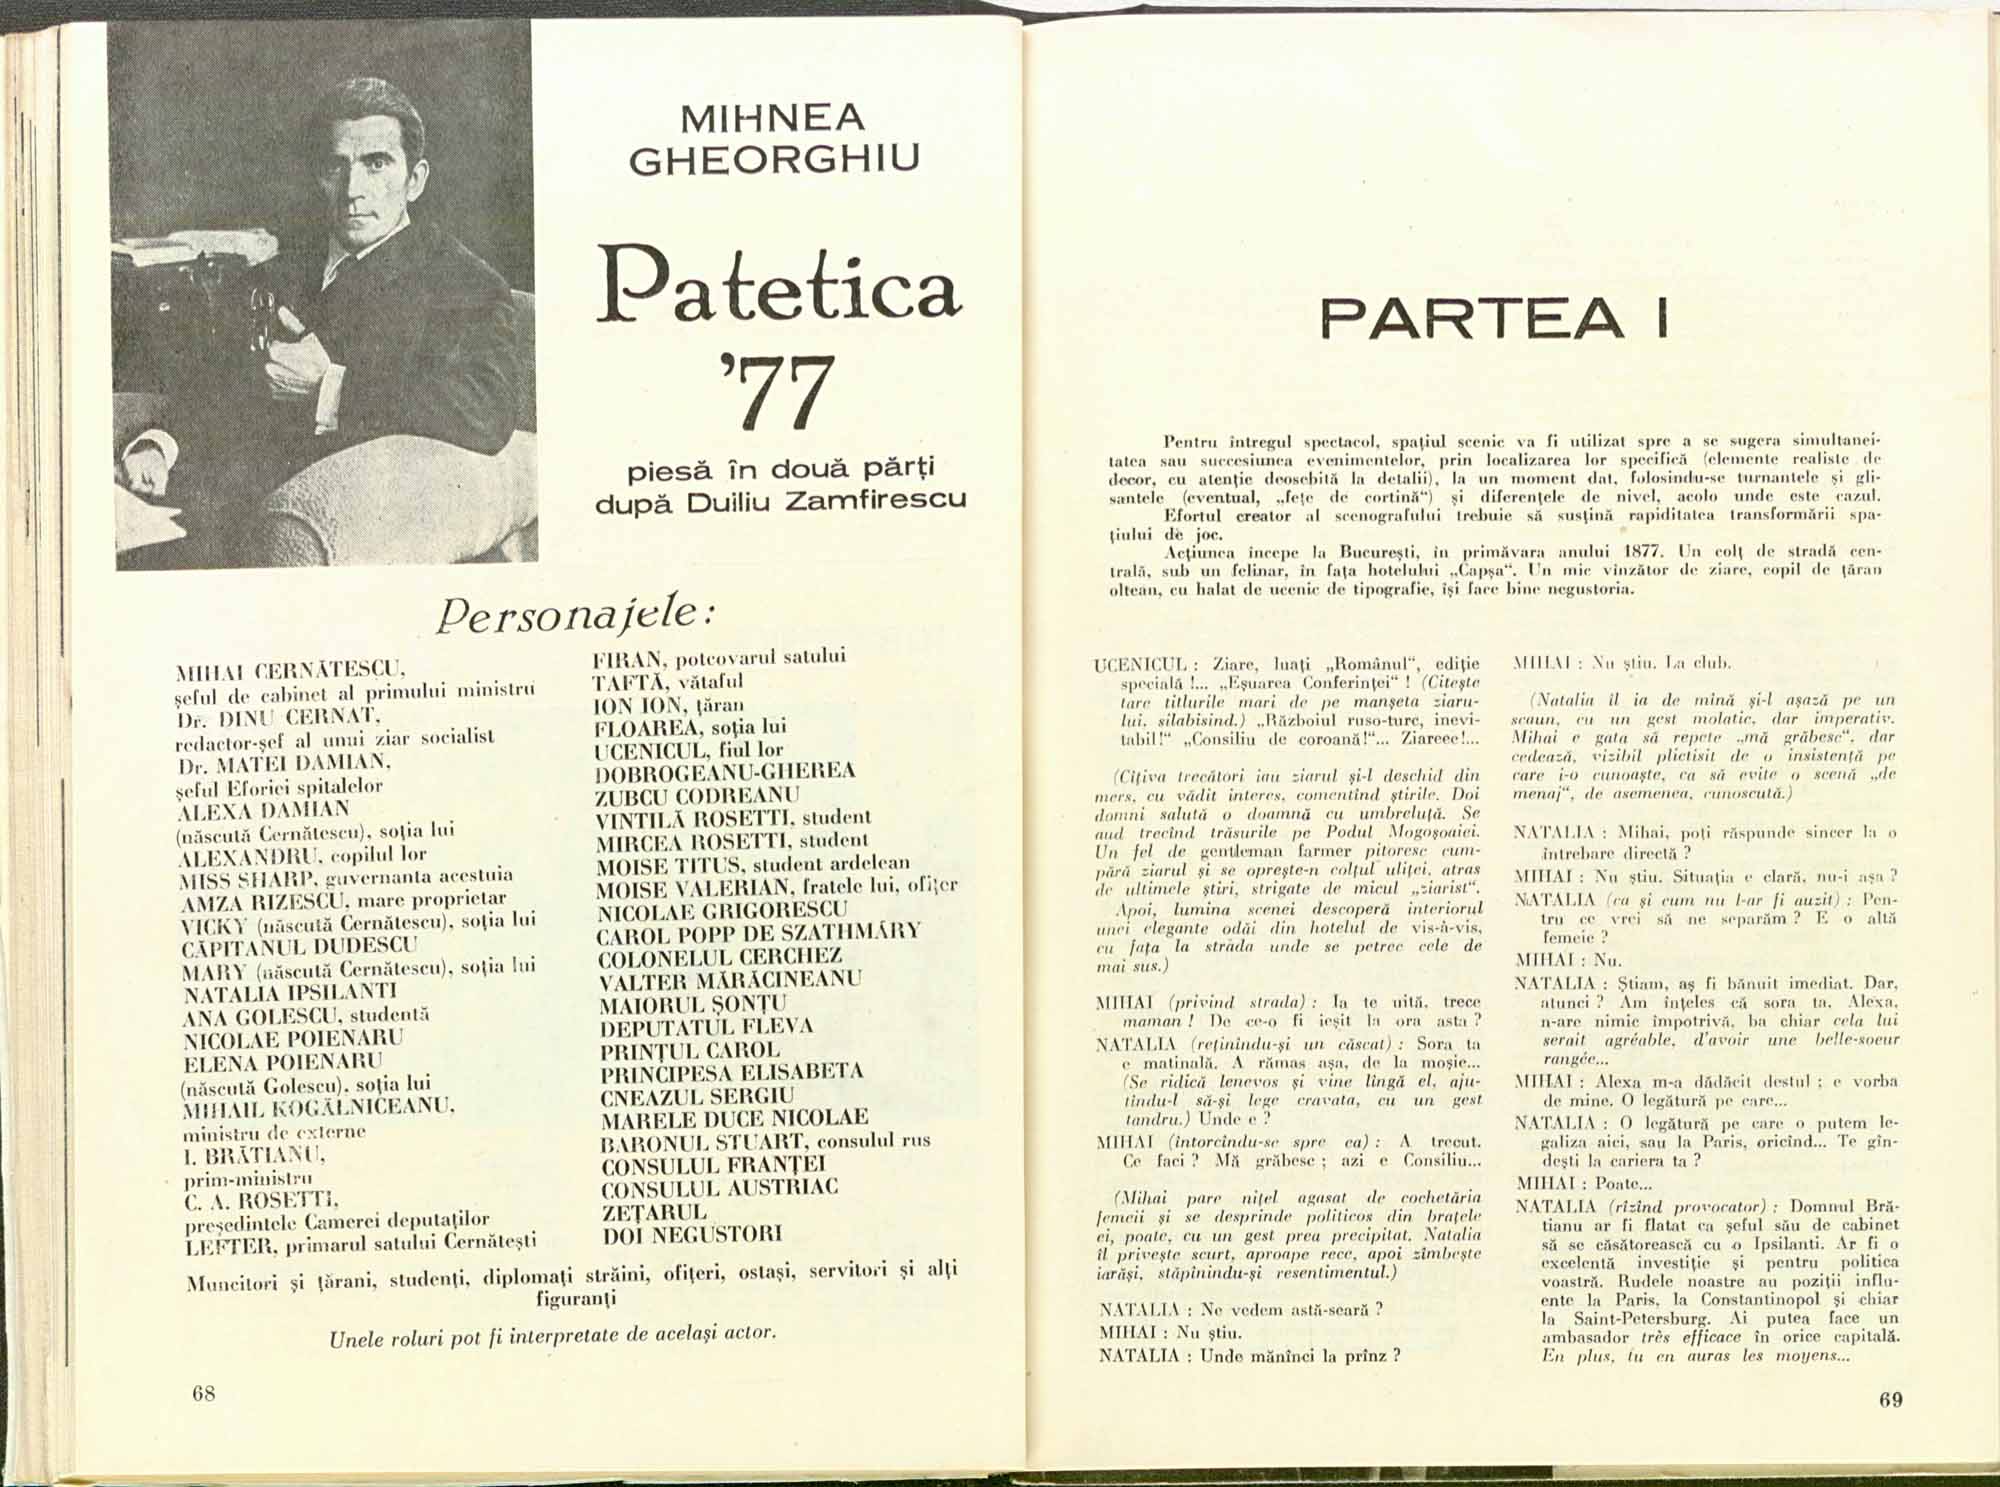 MIHNEA
GHEORGHIU
Patetica
’77
piesă în două părți
după Duiliu Zamfirescu
Personajele:
MIHAI CERNĂTESCU,
șeful de cabinet al primului ministru
Dr. DINU CERNAT,
redactor-șef al unui ziar socialist
Dr. MATEI DAMIAN,
șeful Eforiei spitalelor
ALEXA DAMIAN
(născută Cernătescu), soția lui
ALEXANDRU, copilul lor
MISS SHARP, guvernanta acestuia
AMZA RIZESCU, mare proprietar
VICKY (născută Cernătescu), soția lui
CĂPITANUL DUDESCU
MARY (născută Cernătescu), soția lui
NATALIA IPSILANTI
ANA GOLESCU, studentă
NICOLAE POIENARU
ELENA POIENARU
(născută Golescu), soția lui
MIHAIL KOGĂLNICEANU,
ministru de externe
I. BRĂTIANU,
prim-ministru
C. A. ROSETTI,
președintele Camerei deputaților
LEFTER, primarul satului Cernătești
FIRAN, potcovarul satului
TAFTĂ, vătaful
ION ION, țăran
FLOAREA, soția lui
UCENICUL, fiul lor
DOBROGEANU-GHEREA
ZUBCU CODREANU
VINTILĂ ROSETTI, student
MIRCEA ROSETTI, student
MOISE TITUS, student ardelean
MOISE VALERIAN, fratele lui, ofițer
NICOLAE GRIGORESCU
CAROL POPP DE SZATHMÁRY
COLONELUL CERCHEZ
VALTER MĂRĂCINEANU
MAIORUL ȘONȚU
DEPUTATUL FLEVA
PRINȚUL CAROL
PRINCIPESA ELISABETA
CNEAZUL SERGIU
MARELE DUCE NICOLAE
BARONUL STUART, consulul rus
CONSULUL FRANȚEI
CONSULUL AUSTRIAC
ZEȚARUL
DOI NEGUSTORI
Muncitori și țărani, studenți, diplomați străini, ofițeri, ostași, servitori și alți
figuranți
Unele roluri pot fi interpretate de același actor.
68
PARTEA I
Pentru întregul spectacol, spațiul scenic va fi utilizat spre a se sugera simultanei-
tatea sau succesiunea evenimentelor, prin localizarea lor specifică (elemente realiste de
decor, cu atenție deosebită la detalii), la un moment dat, folosindu-se turnantele și gli-
santele (eventual, „fețe de cortină“) și diferențele de nivel, acolo unde este cazul.
Efortul creator al scenografului trebuie să susțină rapiditatea transformării spa-
țiului de joc.
Acțiunea începe la București, în primăvara anului 1877. Un colț de stradă cen-
trală, sub un felinar, în fața hotelului „Capșa“. Un mic vînzător de ziare, copil de țăran
oltean, cu halat de ucenic de tipografie, își face bine negustoria.
UCENICUL : Ziare, luați „Românul“, ediție
specială !... „Eșuarea Conferinței“ ! (Citește
tare titlurile mari de pe manșeta ziaru-
lui, silabisind.) „Războiul ruso-turc, inevi-
tabil!“ „Consiliu de coroană!“... Ziareee!...
(Cîțiva trecători iau ziarul și-l deschid din
mers, cu vădit interes, comentînd știrile. Doi
domni salută o doamnă cu umbreluță. Se
aud trecînd trăsurile pe Podul Mogoșoaiei.
Un fel de gentleman farmer pitoresc cum-
pără ziarul și se oprește-n colțul uliței, atras
de ultimele știri, strigate de micul „ziarist“.
Apoi, lumina scenei descoperă interiorul
unei elegante odăi din hotelul de vis-à-vis,
cu fața la strada unde se petrec cele de
mai sus.)
MIHAI (privind strada) : Ia te uită, trece
maman ! De ce-o fi ieșit la ora asta ?
NATALIA (reținîndu-și un căscat) : Sora ta
e matinală. A rămas așa, de la moșie...
(Se ridică lenevos și vine lîngă el, aju-
tîndu-l să-și lege cravata, cu un gest
tandru.) Unde e ?
MIHAI (întorcîndu-se spre ea) : A trecut.
Ce faci ? Mă grăbesc ; azi e Consiliu...
(Mihai pare nițel agasat de cochetăria
femeii și se desprinde politicos din brațele
ei, poate, cu un gest prea precipitat. Natalia
îl privește scurt, aproape rece, apoi zîmbește
iarăși, stăpînindu-și resentimentul.)
NATALIA : Ne vedem astă-seară ?
MIHAI : Nu știu.
NATALIA : Unde mănînci la prînz ?
MIHAI : Nu știu. La club.
(Natalia îl ia de mînă și-l așază pe un
scaun, cu un gest molatic, dar imperativ.
Mihai e gata să repete „mă grăbesc“, dar
cedează, vizibil plictisit de o insistență pe
care i-o cunoaște, ca să evite o scenă „de
menaj“, de asemenea, cunoscută.)
NATALIA : Mihai, poți răspunde sincer la o
întrebare directă ?
MIHAI : Nu știu. Situația e clară, nu-i așa ?
NATALIA (ca și cum nu l-ar fi auzit) : Pen-
tru ce vrei să ne separăm ? E o altă
femeie ?
MIHAI : Nu.
NATALIA : Știam, aș fi bănuit imediat. Dar,
atunci ? Am înțeles că sora ta, Alexa,
n-are nimic împotrivă, ba chiar cela lui
serait agréable, d'avoir une belle-soeur
rangée...
MIHAI : Alexa m-a dădăcit destul ; e vorba
de mine. O legătură pe care...
NATALIA : O legătură pe care o putem le-
galiza aici, sau la Paris, oricînd... Te gîn-
dești la cariera ta ?
MIHAI : Poate...
NATALIA (rîzînd provocator) : Domnul Bră-
tianu ar fi flatat ca șeful său de cabinet
să se căsătorească cu o Ipsilanti. Ar fi o
excelentă investiție și pentru politica
voastră. Rudele noastre au poziții influ-
ente la Paris, la Constantinopol și chiar
la Saint-Petersburg. Ai putea face un
ambasador très efficace în orice capitală.
En plus, tu en auras les moyens...
69